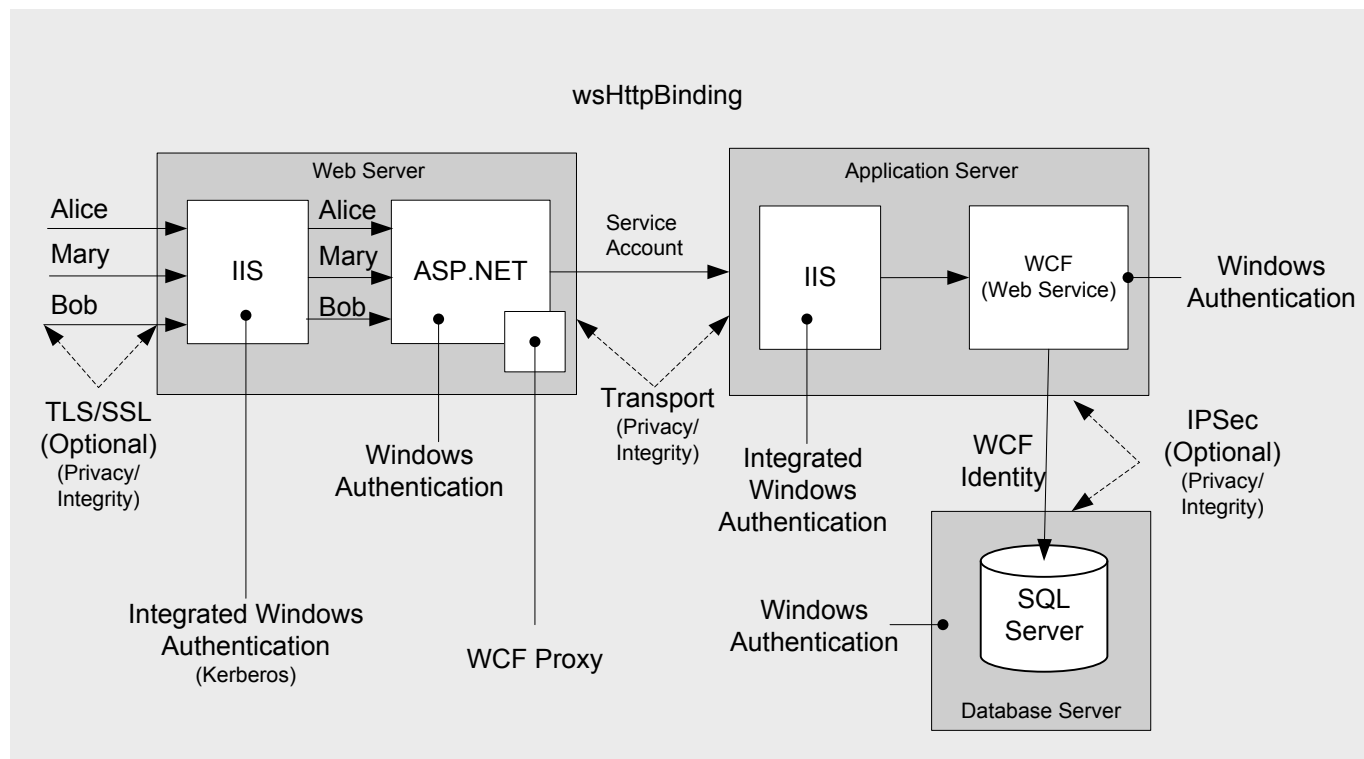 wsHttpBinding
Web Server
Application Server
Alice
Mary
Bob
IIS
Alice
Mary
Bob
ASP.NET
Service
Account
IIS
WCF
(Web Service)
Windows
Authentication
TLS/SSL
(Optional)
(Privacy/
Integrity)
Windows
Authentication
Transport
(Privacy/
Integrity)
Integrated
Windows
Authentication
WCF
Identity
IPSec
(Optional)
(Privacy/
Integrity)
Integrated Windows
Authentication
(Kerberos)
WCF Proxy
Windows
Authentication
SQL
Server
Database Server